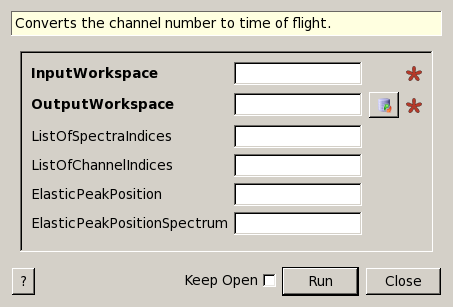 Converts the channel number to time of flight.
InputWorkspace
*
OutputWorkspace
*
ListOfSpectraIndices
ListOfChannelIndices
ElasticPeakPosition
ElasticPeakPositionSpectrum
? Keep Open Run Close